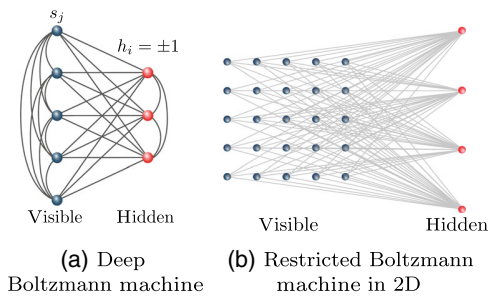 s_j
h_i = ±1
Visible Hidden
(a) Deep
Boltzmann machine
Visible Hidden
(b) Restricted Boltzmann
machine in 2D